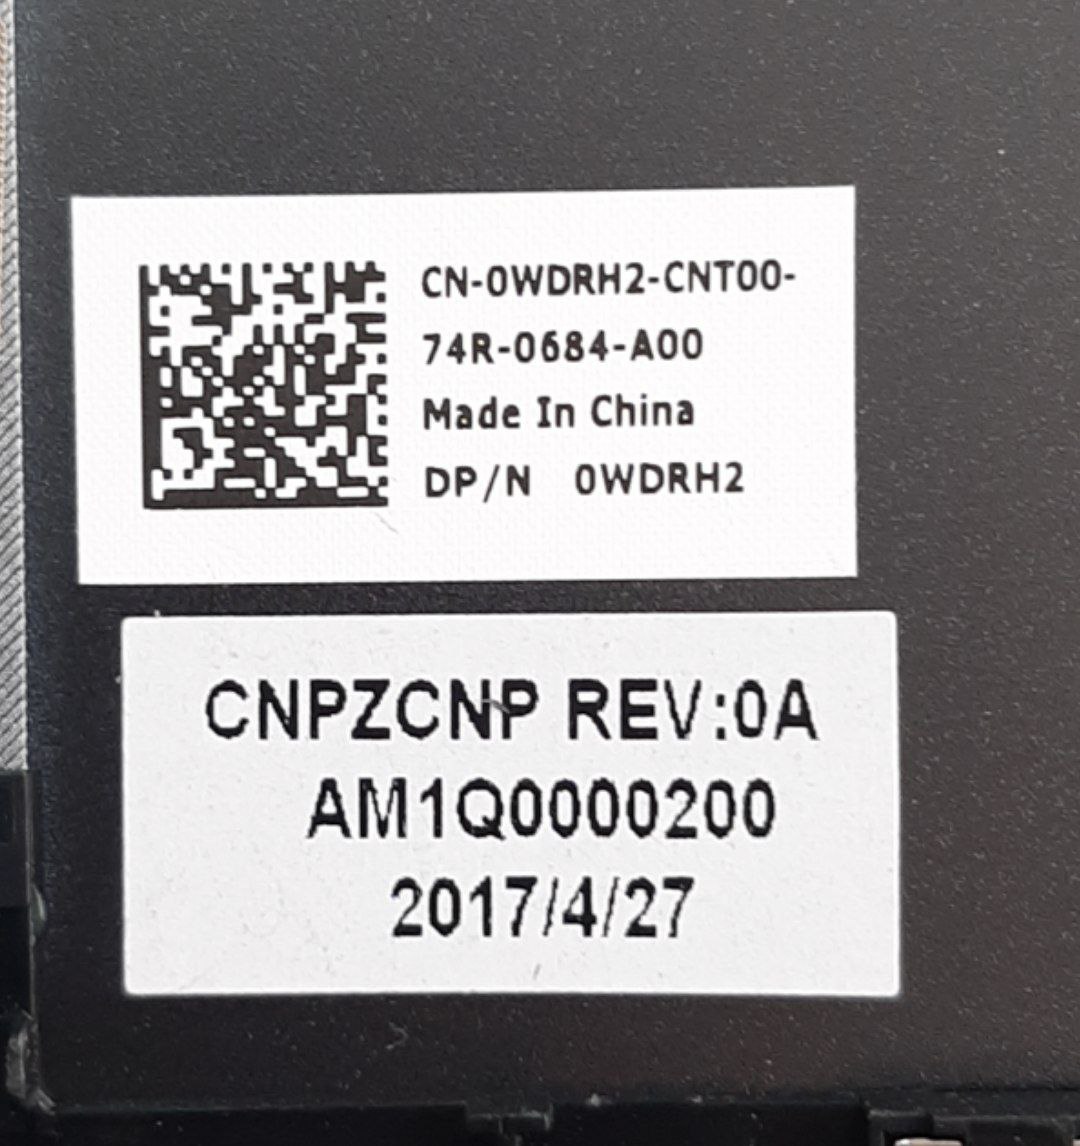 CN-0WDRH2-CNT00-
74R-0684-A00
Made In China
DP/N 0WDRH2
CNPZCNP REV:0A
AM1Q0000200
2017/4/27